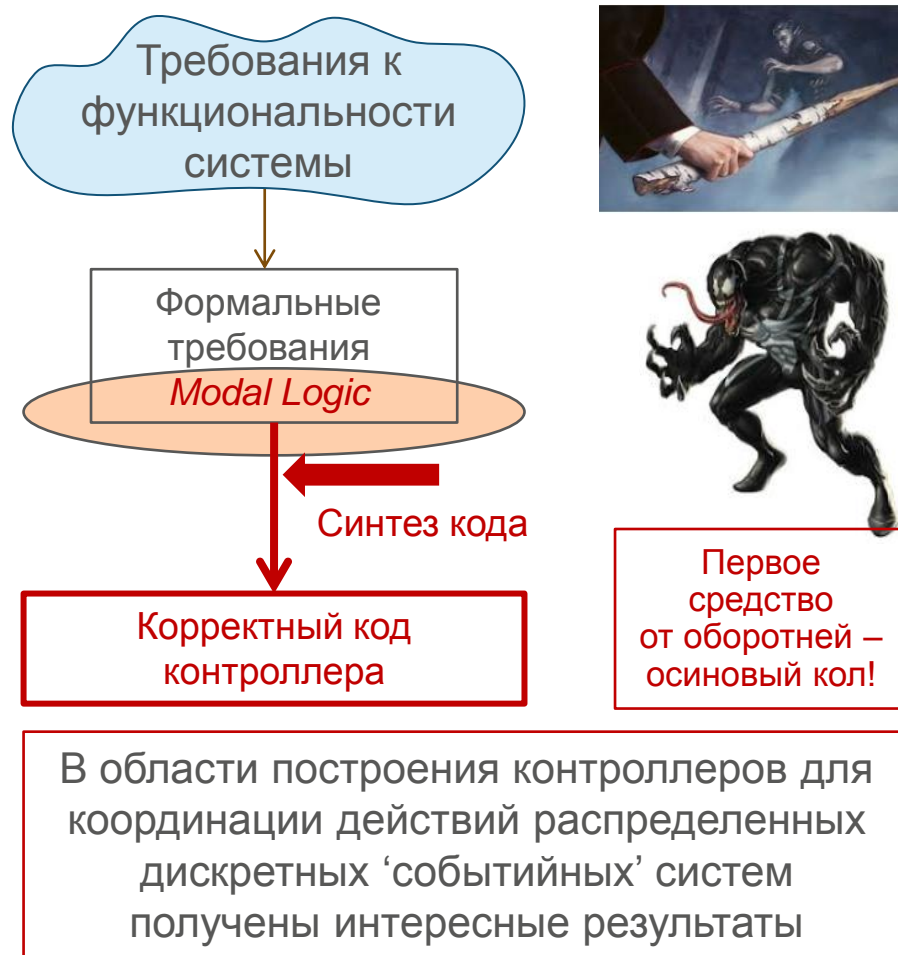 Требования к
функциональности
системы
Формальные
требования
Modal Logic
Синтез кода
Корректный код
контроллера
Первое
средство
от оборотней –
осиновый кол!
В области построения контроллеров для
координации действий распределенных
дискретных ‘событийных’ систем
получены интересные результаты